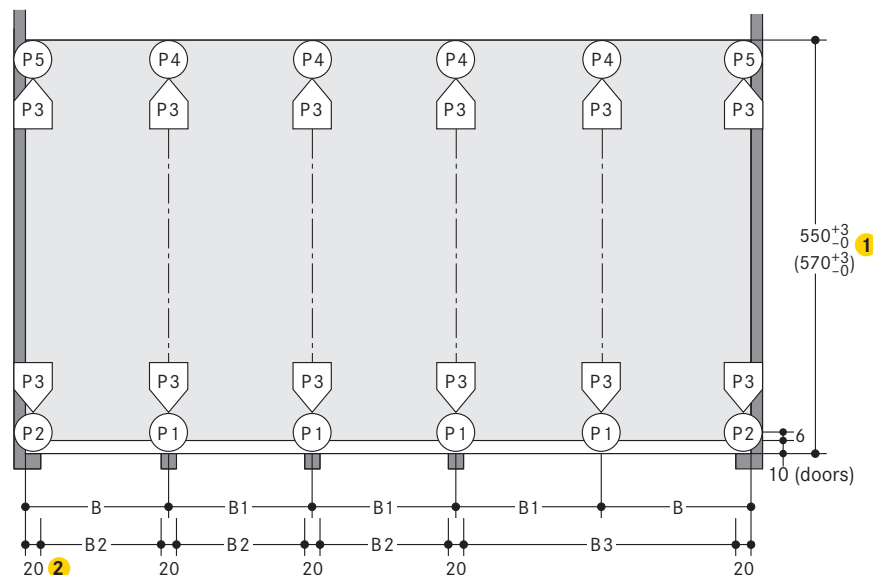 P5 P4 P4 P4 P4 P5
P3 P3 P3 P3 P3 P3
550 +3 -0 1
(570 +3 -0)
P3 P3 P3 P3 P3 P3
P2 P1 P1 P1 P1 P2
6
10 (doors)
B B1 B1 B1 B
B2 B2 B2 B3
20 2 20 20 20 20